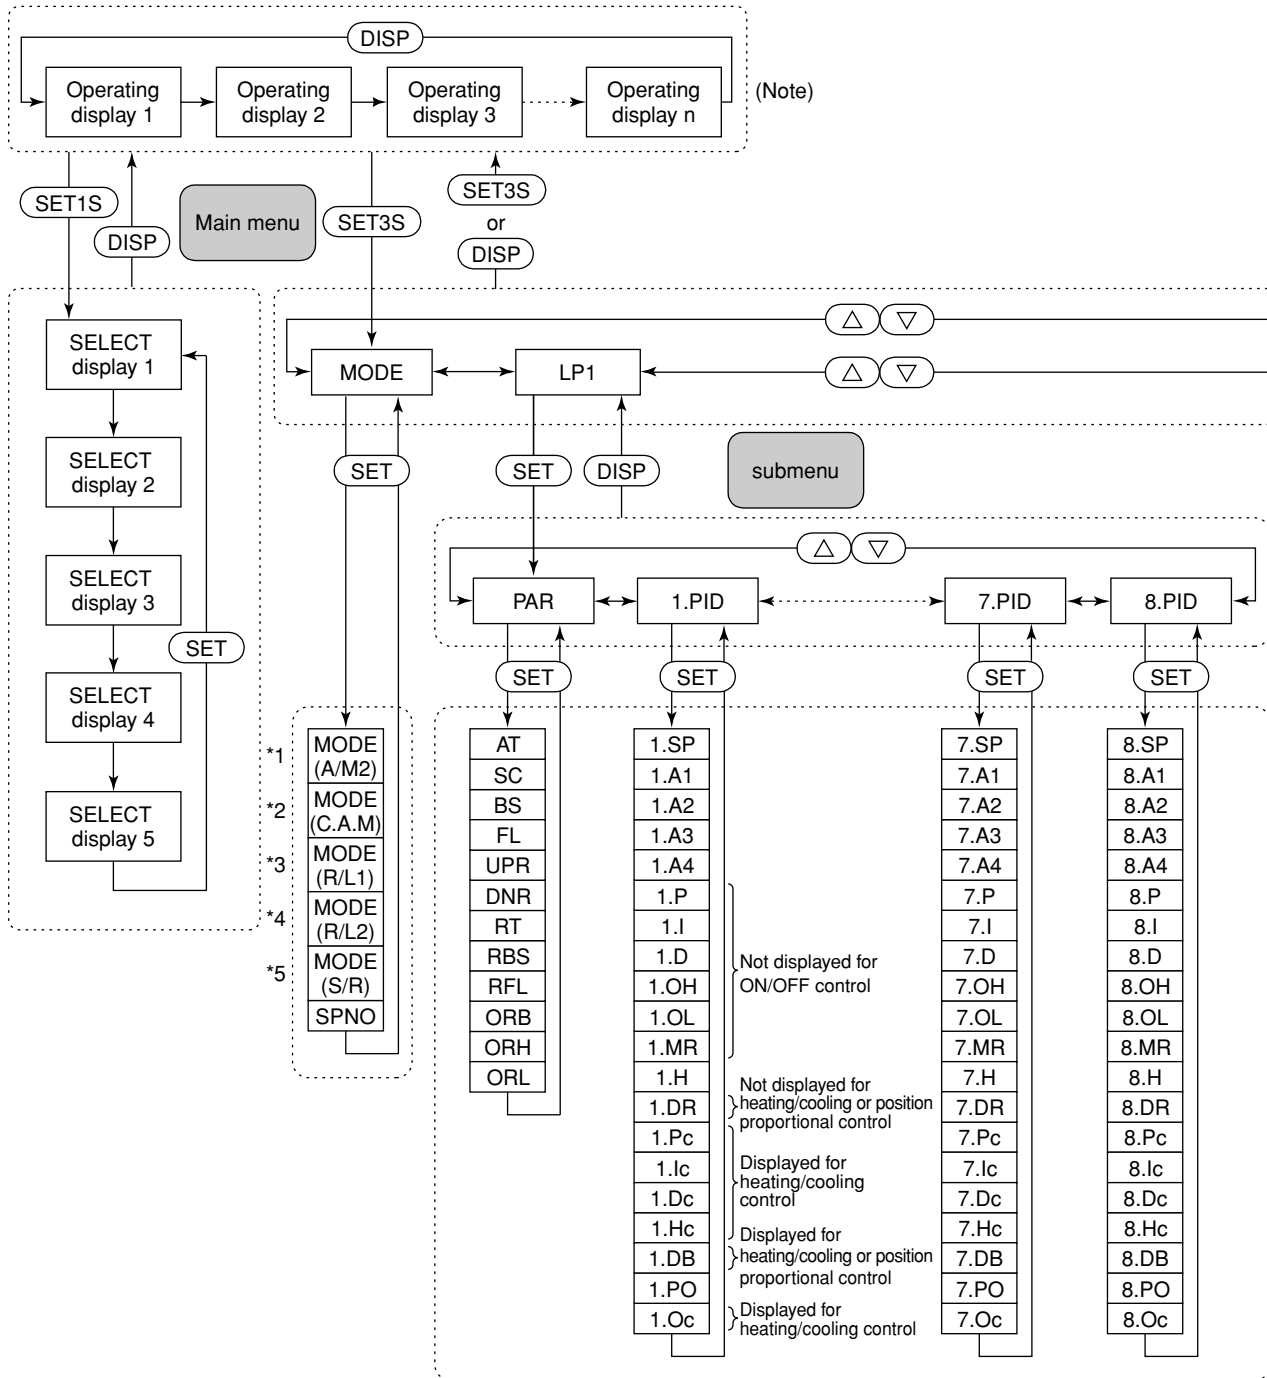 DISP
Operating
display 1
Operating
display 2
Operating
display 3
Operating
display n
(Note)
SET1S
DISP
Main menu
SET3S
SET3S
or
DISP
SELECT
display 1
SELECT
display 2
SELECT
display 3
SELECT
display 4
SELECT
display 5
SET
MODE
LP1
SET
SET
DISP
submenu
PAR
1.PID
7.PID
8.PID
SET
SET
SET
SET
*1
MODE
(A/M2)
*2
MODE
(C.A.M)
*3
MODE
(R/L1)
*4
MODE
(R/L2)
*5
MODE
(S/R)
SPNO
AT
SC
BS
FL
UPR
DNR
RT
RBS
RFL
ORB
ORH
ORL
1.SP
1.A1
1.A2
1.A3
1.A4
1.P
1.I
1.D
1.OH
1.OL
1.MR
1.H
1.DR
1.Pc
1.Ic
1.Dc
1.Hc
1.DB
1.PO
1.Oc
Not displayed for
ON/OFF control
Not displayed for
heating/cooling or position
proportional control
Displayed for
heating/cooling
control
Displayed for
heating/cooling or position
proportional control
Displayed for
heating/cooling control
7.SP
7.A1
7.A2
7.A3
7.A4
7.P
7.I
7.D
7.OH
7.OL
7.MR
7.H
7.DR
7.Pc
7.Ic
7.Dc
7.Hc
7.DB
7.PO
7.Oc
8.SP
8.A1
8.A2
8.A3
8.A4
8.P
8.I
8.D
8.OH
8.OL
8.MR
8.H
8.DR
8.Pc
8.Ic
8.Dc
8.Hc
8.DB
8.PO
8.Oc